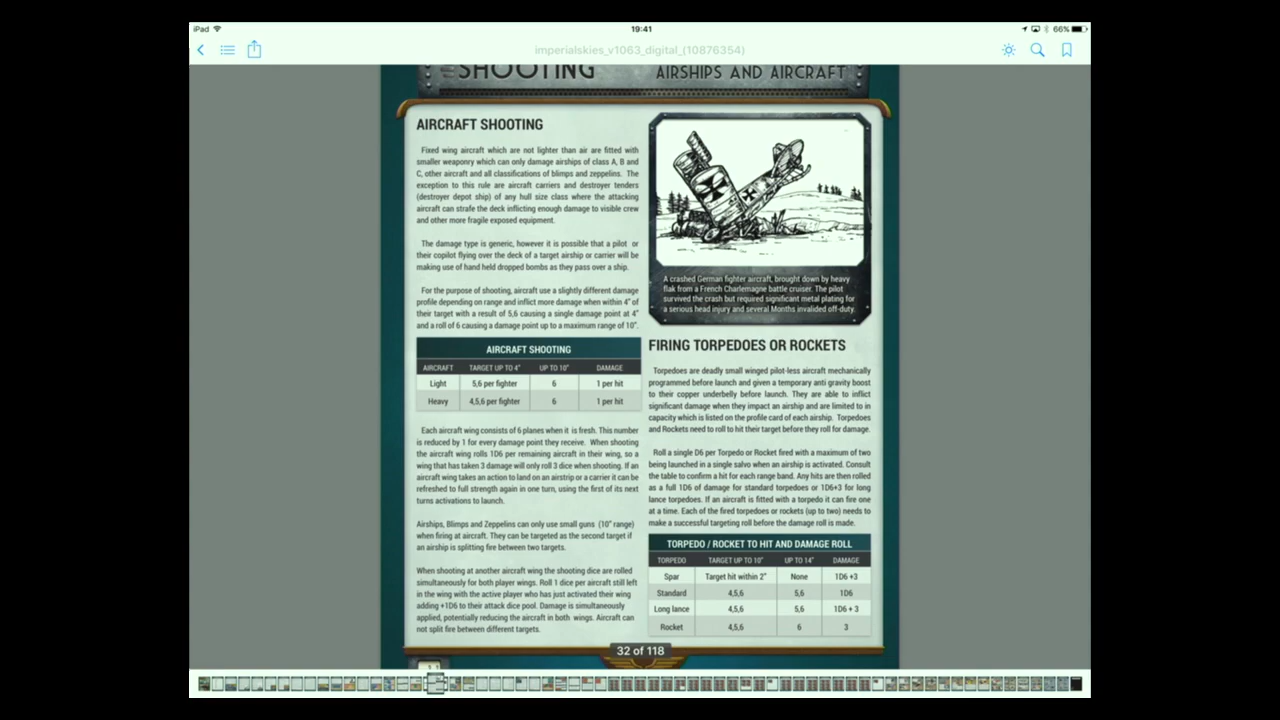 iPad
19:41
66%
imperialskies_v1063_digital_(10876354)
SHOOTING
AIRSHIPS AND AIRCRAFT
AIRCRAFT SHOOTING
Fixed wing aircraft which are not lighter than air are fitted with
smaller weaponry which can only damage airships of class A, B and
C, other aircraft and all classifications of blimps and zeppelins. The
exception to this rule are aircraft carriers and destroyer tenders
(destroyer depot ship) of any hull size class where the attacking
aircraft can strafe the deck inflicting enough damage to visible crew
and other more fragile exposed equipment.
The damage type is generic, however it is possible that a pilot or
their copilot flying over the deck of a target airship or carrier will be
making use of hand held dropped bombs as they pass over a ship.
For the purpose of shooting, aircraft use a slightly different damage
profile depending on range and inflict more damage when within 4" of
their target with a result of 5,6 causing a single damage point at 4"
and a roll of 6 causing a damage point up to a maximum range of 10".
AIRCRAFT SHOOTING
AIRCRAFT TARGET UP TO 4" UP TO 10" DAMAGE
Light 5,6 per fighter 6 1 per hit
Heavy 4,5,6 per fighter 6 1 per hit
Each aircraft wing consists of 6 planes when it is fresh. This number
is reduced by 1 for every damage point they receive. When shooting
the aircraft wing rolls 1D6 per remaining aircraft in their wing, so a
wing that has taken 3 damage will only roll 3 dice when shooting. If an
aircraft wing takes an action to land on an airstrip or a carrier it can be
refreshed to full strength again in one turn, using the first of its next
turns activations to launch.
Airships, Blimps and Zeppelins can only use small guns (10" range)
when firing at aircraft. They can be targeted as the second target if
an airship is splitting fire between two targets.
When shooting at another aircraft wing the shooting dice are rolled
simultaneously for both player wings. Roll 1 dice per aircraft still left
in the wing with the active player who has just activated their wing
adding +1D6 to their attack dice pool. Damage is simultaneously
applied, potentially reducing the aircraft in both wings. Aircraft can
not split fire between different targets.
A crashed German fighter aircraft, brought down by heavy
flak from a French Charlemagne battle cruiser. The pilot
survived the crash but required significant metal plating for
a serious head injury and several Months invalided off-duty.
FIRING TORPEDOES OR ROCKETS
Torpedoes are deadly small winged pilot-less aircraft mechanically
programmed before launch and given a temporary anti gravity boost
to their copper underbelly before launch. They are able to inflict
significant damage when they impact an airship and are limited to in
capacity which is listed on the profile card of each airship. Torpedoes
and Rockets need to roll to hit their target before they roll for damage.
Roll a single D6 per Torpedo or Rocket fired with a maximum of two
being launched in a single salvo when an airship is activated. Consult
the table to confirm a hit for each range band. Any hits are then rolled
as a full 1D6 of damage for standard torpedoes or 1D6+3 for long
lance torpedoes. If an aircraft is fitted with a torpedo it can fire one
at a time. Each of the fired torpedoes or rockets (up to two) needs to
make a successful targeting roll before the damage roll is made.
TORPEDO / ROCKET TO HIT AND DAMAGE ROLL
TORPEDO TARGET UP TO 10" UP TO 14" DAMAGE
Spar Target hit within 2" None 1D6 +3
Standard 4,5,6 5,6 1D6
Long lance 4,5,6 5,6 1D6 + 3
Rocket 4,5,6 6 3
32 of 118